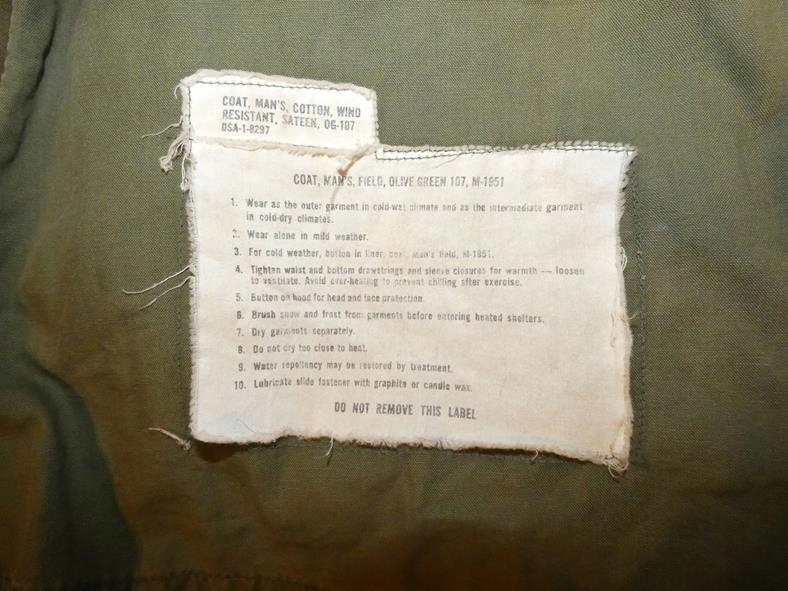 COAT, MAN'S, COTTON, WIND
RESISTANT, SATEEN, OG-107
DSA-1-8297
COAT, MAN'S, FIELD, OLIVE GREEN 107, M-1951
1. Wear as the outer garment in cold-wet climate and as the intermediate garment
in cold-dry climates.
2. Wear alone in mild weather.
3. For cold weather, button in liner, coat, man's field, M-1951.
4. Tighten waist and bottom drawstrings and sleeve closures for warmth — loosen
to ventilate. Avoid over-heating to prevent chilling after exercise.
5. Button on hood for head and face protection.
6. Brush snow and frost from garments before entering heated shelters.
7. Dry garments separately.
8. Do not dry too close to heat.
9. Water repellency may be restored by treatment.
10. Lubricate slide fastener with graphite or candle wax.
DO NOT REMOVE THIS LABEL